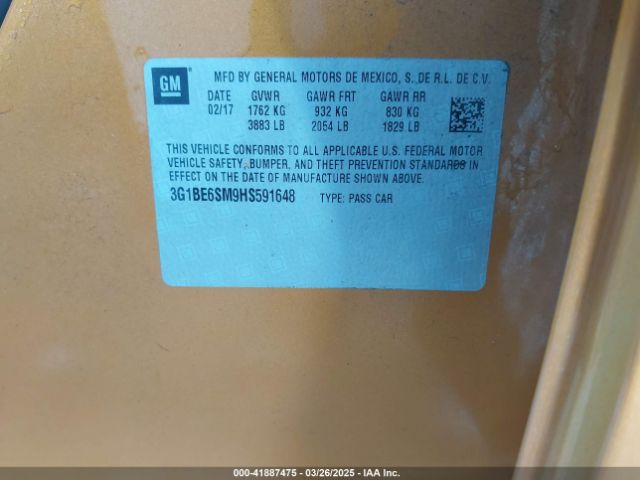 GM
MFD BY GENERAL MOTORS DE MEXICO, S. DE R.L. DE C.V.
DATE GVWR GAWR FRT GAWR RR
02/17 1762 KG 932 KG 830 KG
3883 LB 2054 LB 1829 LB
THIS VEHICLE CONFORMS TO ALL APPLICABLE U.S. FEDERAL MOTOR
VEHICLE SAFETY, BUMPER, AND THEFT PREVENTION STANDARDS IN
EFFECT ON THE DATE OF MANUFACTURE SHOWN ABOVE.
3G1BE6SM9HS591648 TYPE: PASS CAR
000-41887475 — 03/26/2025 — IAAI.COM